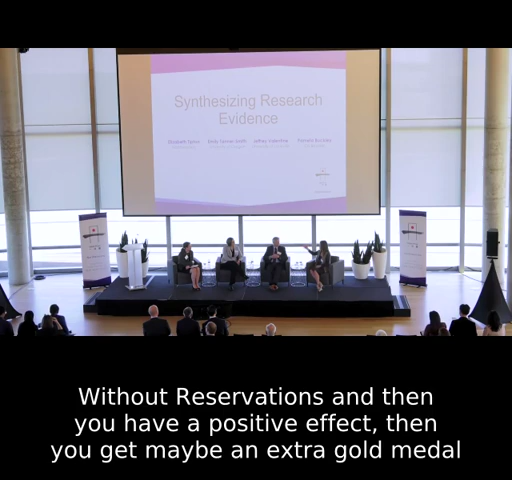 Synthesizing Research
Evidence
Without Reservations and then
you have a positive effect, then
you get maybe an extra gold medal